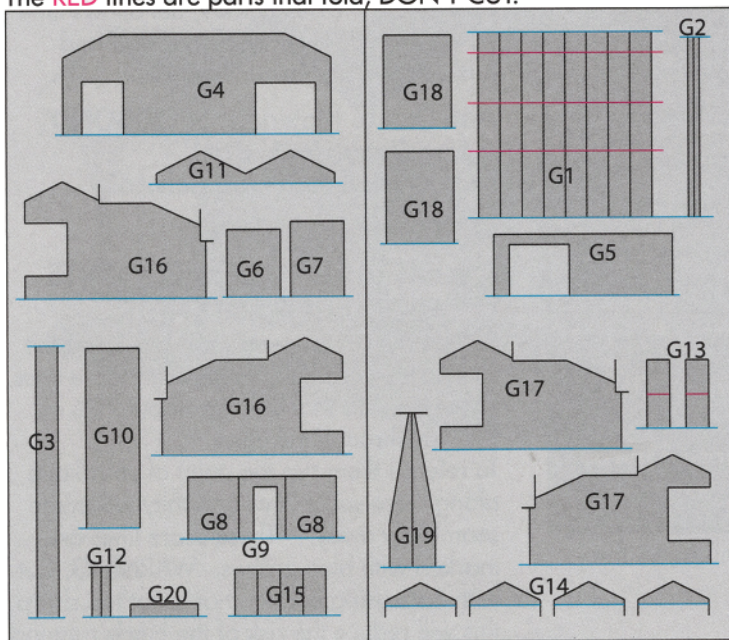 The RED lines are parts that fold, DON'T CUT.
G4
G11
G16
G6
G7
G3
G10
G16
G8
G8
G9
G12
G20
G15
G18
G18
G1
G2
G5
G17
G13
G19
G17
G14